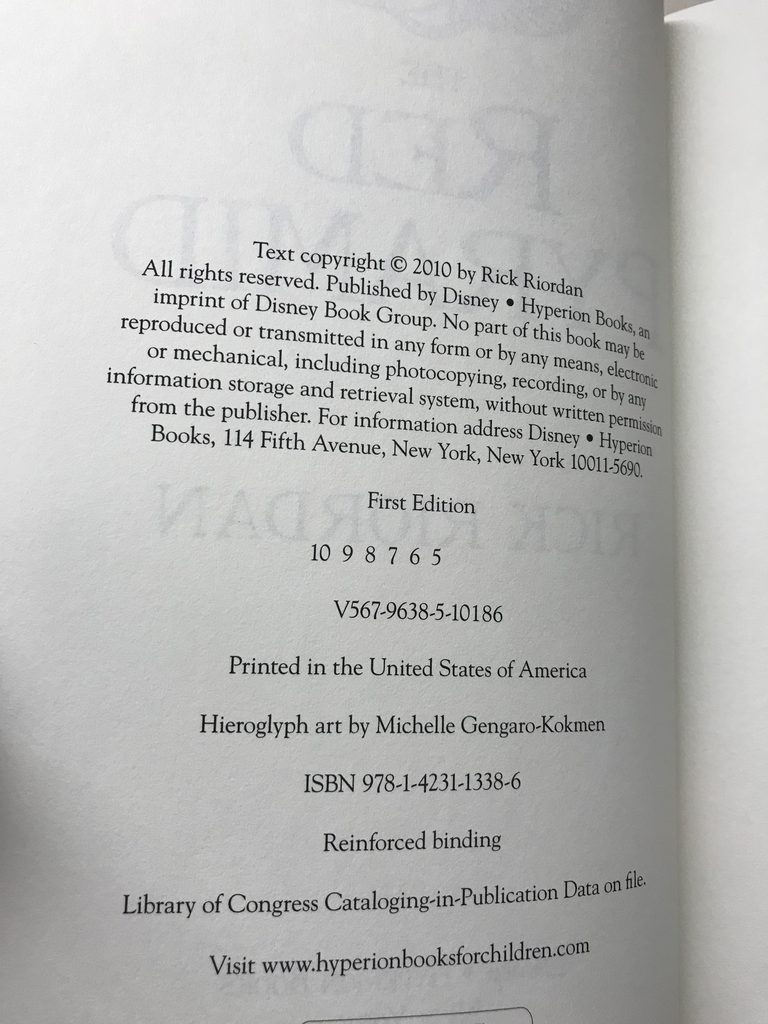 Text copyright © 2010 by Rick Riordan
All rights reserved. Published by Disney • Hyperion Books, an
imprint of Disney Book Group. No part of this book may be
reproduced or transmitted in any form or by any means, electronic
or mechanical, including photocopying, recording, or by any
information storage and retrieval system, without written permission
from the publisher. For information address Disney • Hyperion
Books, 114 Fifth Avenue, New York, New York 10011-5690.
First Edition
10 9 8 7 6 5
V567-9638-5-10186
Printed in the United States of America
Hieroglyph art by Michelle Gengaro-Kokmen
ISBN 978-1-4231-1338-6
Reinforced binding
Library of Congress Cataloging-in-Publication Data on file.
Visit www.hyperionbooksforchildren.com